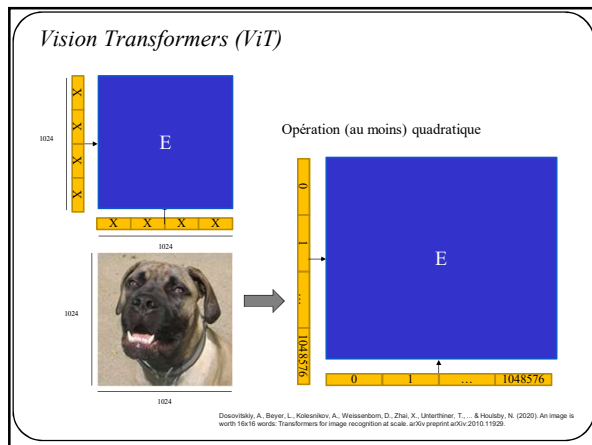 Vision Transformers (ViT)
X
X
X
X
1024
E
X X X X
1024
1024
1024
Opération (au moins) quadratique
0
1
…
1048576
E
0 1 … 1048576
Dosovitskiy, A., Beyer, L., Kolesnikov, A., Weissenborn, D., Zhai, X., Unterthiner, T., ... & Houlsby, N. (2020). An image is
worth 16x16 words: Transformers for image recognition at scale. arXiv preprint arXiv:2010.11929.